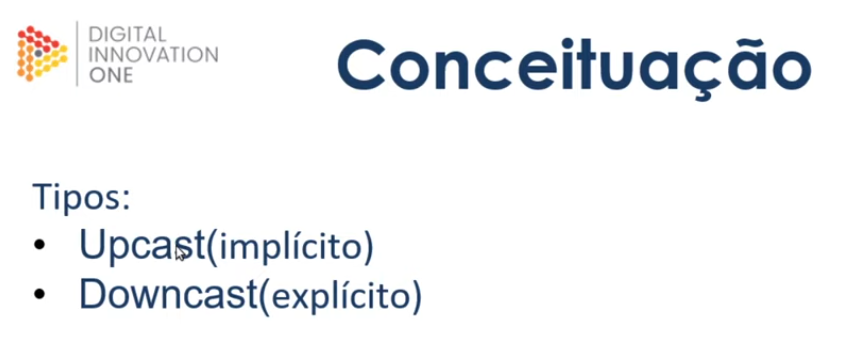 DIGITAL
INNOVATION
ONE
Conceituação
Tipos:
• Upcast(implícito)
• Downcast(explícito)